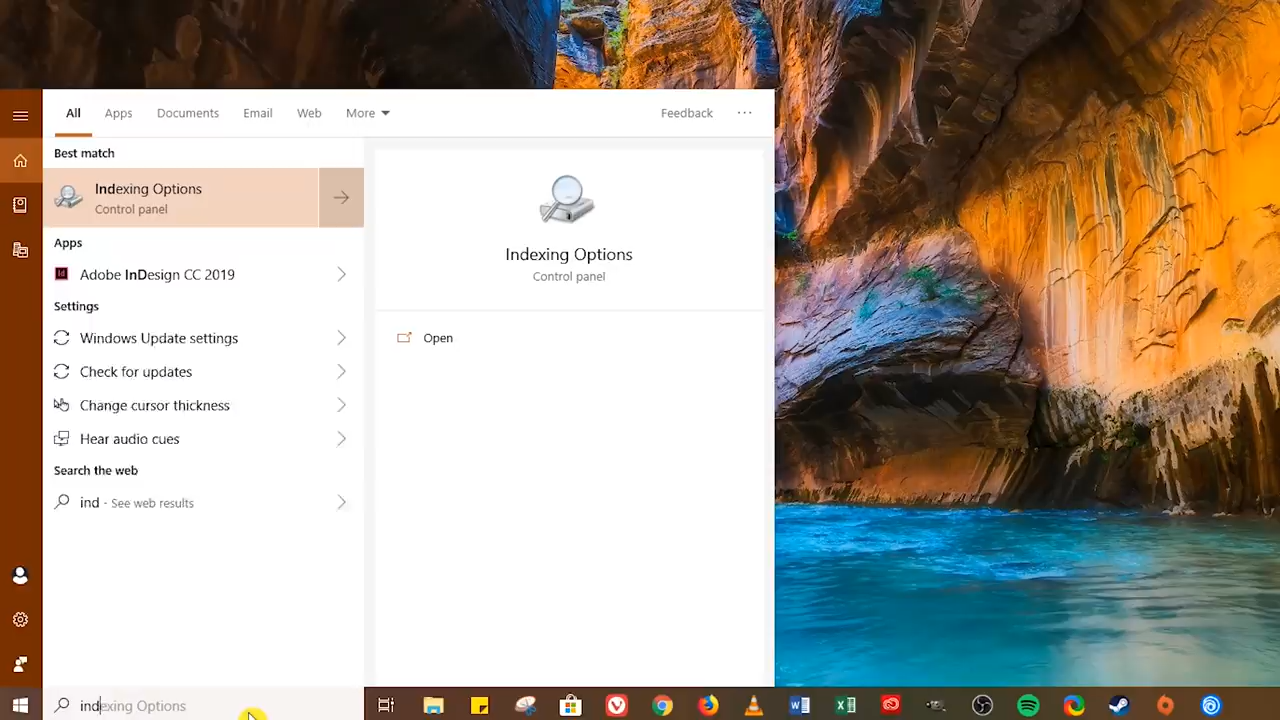 All Apps Documents Email Web More Feedback ···
Best match
Indexing Options
Control panel
Apps
Adobe InDesign CC 2019
Settings
Windows Update settings
Check for updates
Change cursor thickness
Hear audio cues
Search the web
ind - See web results
Indexing Options
Control panel
Open
indexing Options